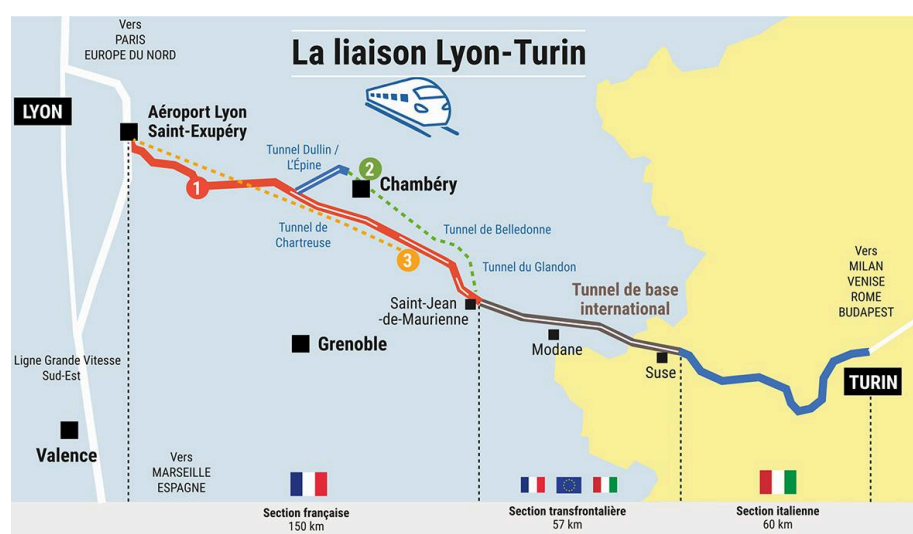 Vers
PARIS
EUROPE DU NORD
La liaison Lyon-Turin
LYON
Aéroport Lyon
Saint-Exupéry
Tunnel Dullin /
L'Épine
2
Chambéry
1
Tunnel de
Chartreuse
3
Tunnel de Belledonne
Tunnel du Glandon
Vers
MILAN
VENISE
ROME
BUDAPEST
Tunnel de base
international
Saint-Jean
-de-Maurienne
Grenoble
Modane
Suse
Ligne Grande Vitesse
Sud-Est
TURIN
Valence
Vers
MARSEILLE
ESPAGNE
Section française
150 km
Section transfrontalière
57 km
Section italienne
60 km